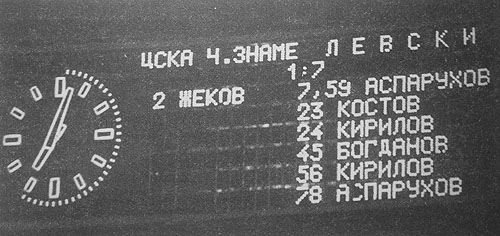 ЦСКА Ч.ЗНАМЕ ЛЕВСКИ
1:7
2 ЖЕКОВ 7,59 АСПАРУХОВ
23 КОСТОВ
24 КИРИЛОВ
45 БОГДАНОВ
56 КИРИЛОВ
78 АСПАРУХОВ